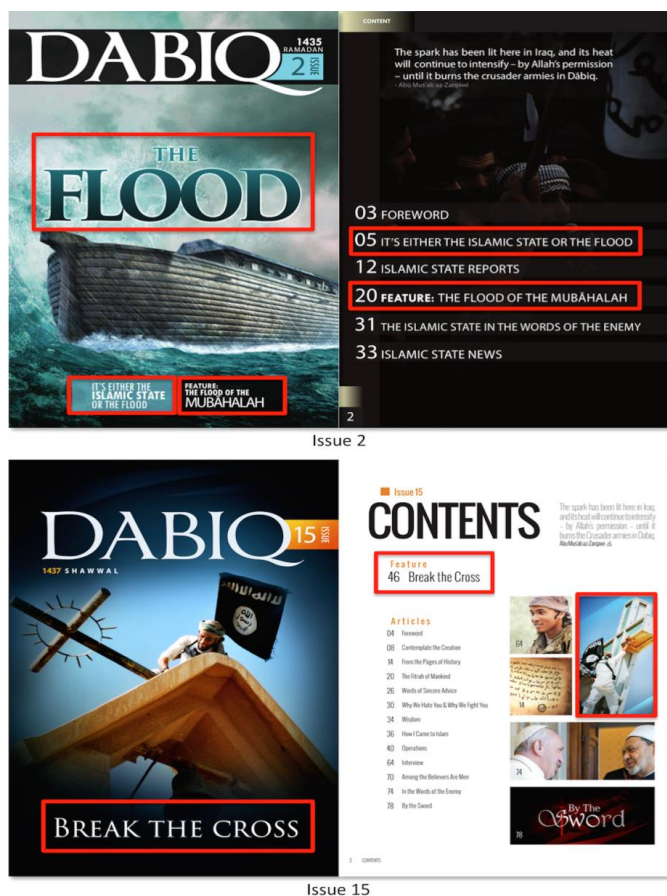 DABIQ
1435
RAMADAN
2 ISSUE
THE
FLOOD
IT'S EITHER THE
ISLAMIC STATE
OR THE FLOOD
FEATURE:
THE FLOOD OF THE
MUBĀHALAH
CONTENT
The spark has been lit here in Iraq, and its heat
will continue to intensify – by Allah's permission
– until it burns the crusader armies in Dābiq.
- Abū Mus'ab az-Zarqāwī
03 FOREWORD
05 IT'S EITHER THE ISLAMIC STATE OR THE FLOOD
12 ISLAMIC STATE REPORTS
20 FEATURE: THE FLOOD OF THE MUBĀHALAH
31 THE ISLAMIC STATE IN THE WORDS OF THE ENEMY
33 ISLAMIC STATE NEWS
2
Issue 2
DABIQ
15 ISSUE
1437 SHAWWAL
BREAK THE CROSS
Issue 15
CONTENTS
The spark has been lit here in Iraq,
and its heat will continue to intensify
– by Allah's permission – until it
burns the Crusader armies in Dabiq.
Abu Mus'ab az-Zarqawi
Feature
46 Break the Cross
Articles
04 Foreword
08 Contemplate the Creation
14 From the Pages of History
20 The Fitrah of Mankind
26 Words of Sincere Advice
30 Why We Hate You & Why We Fight You
34 Wisdom
36 How I Came to Islam
40 Operations
64 Interview
70 Among the Believers Are Men
74 In the Words of the Enemy
78 By the Sword
64
14
74
By The
Sword
78
2 CONTENTS
Issue 15